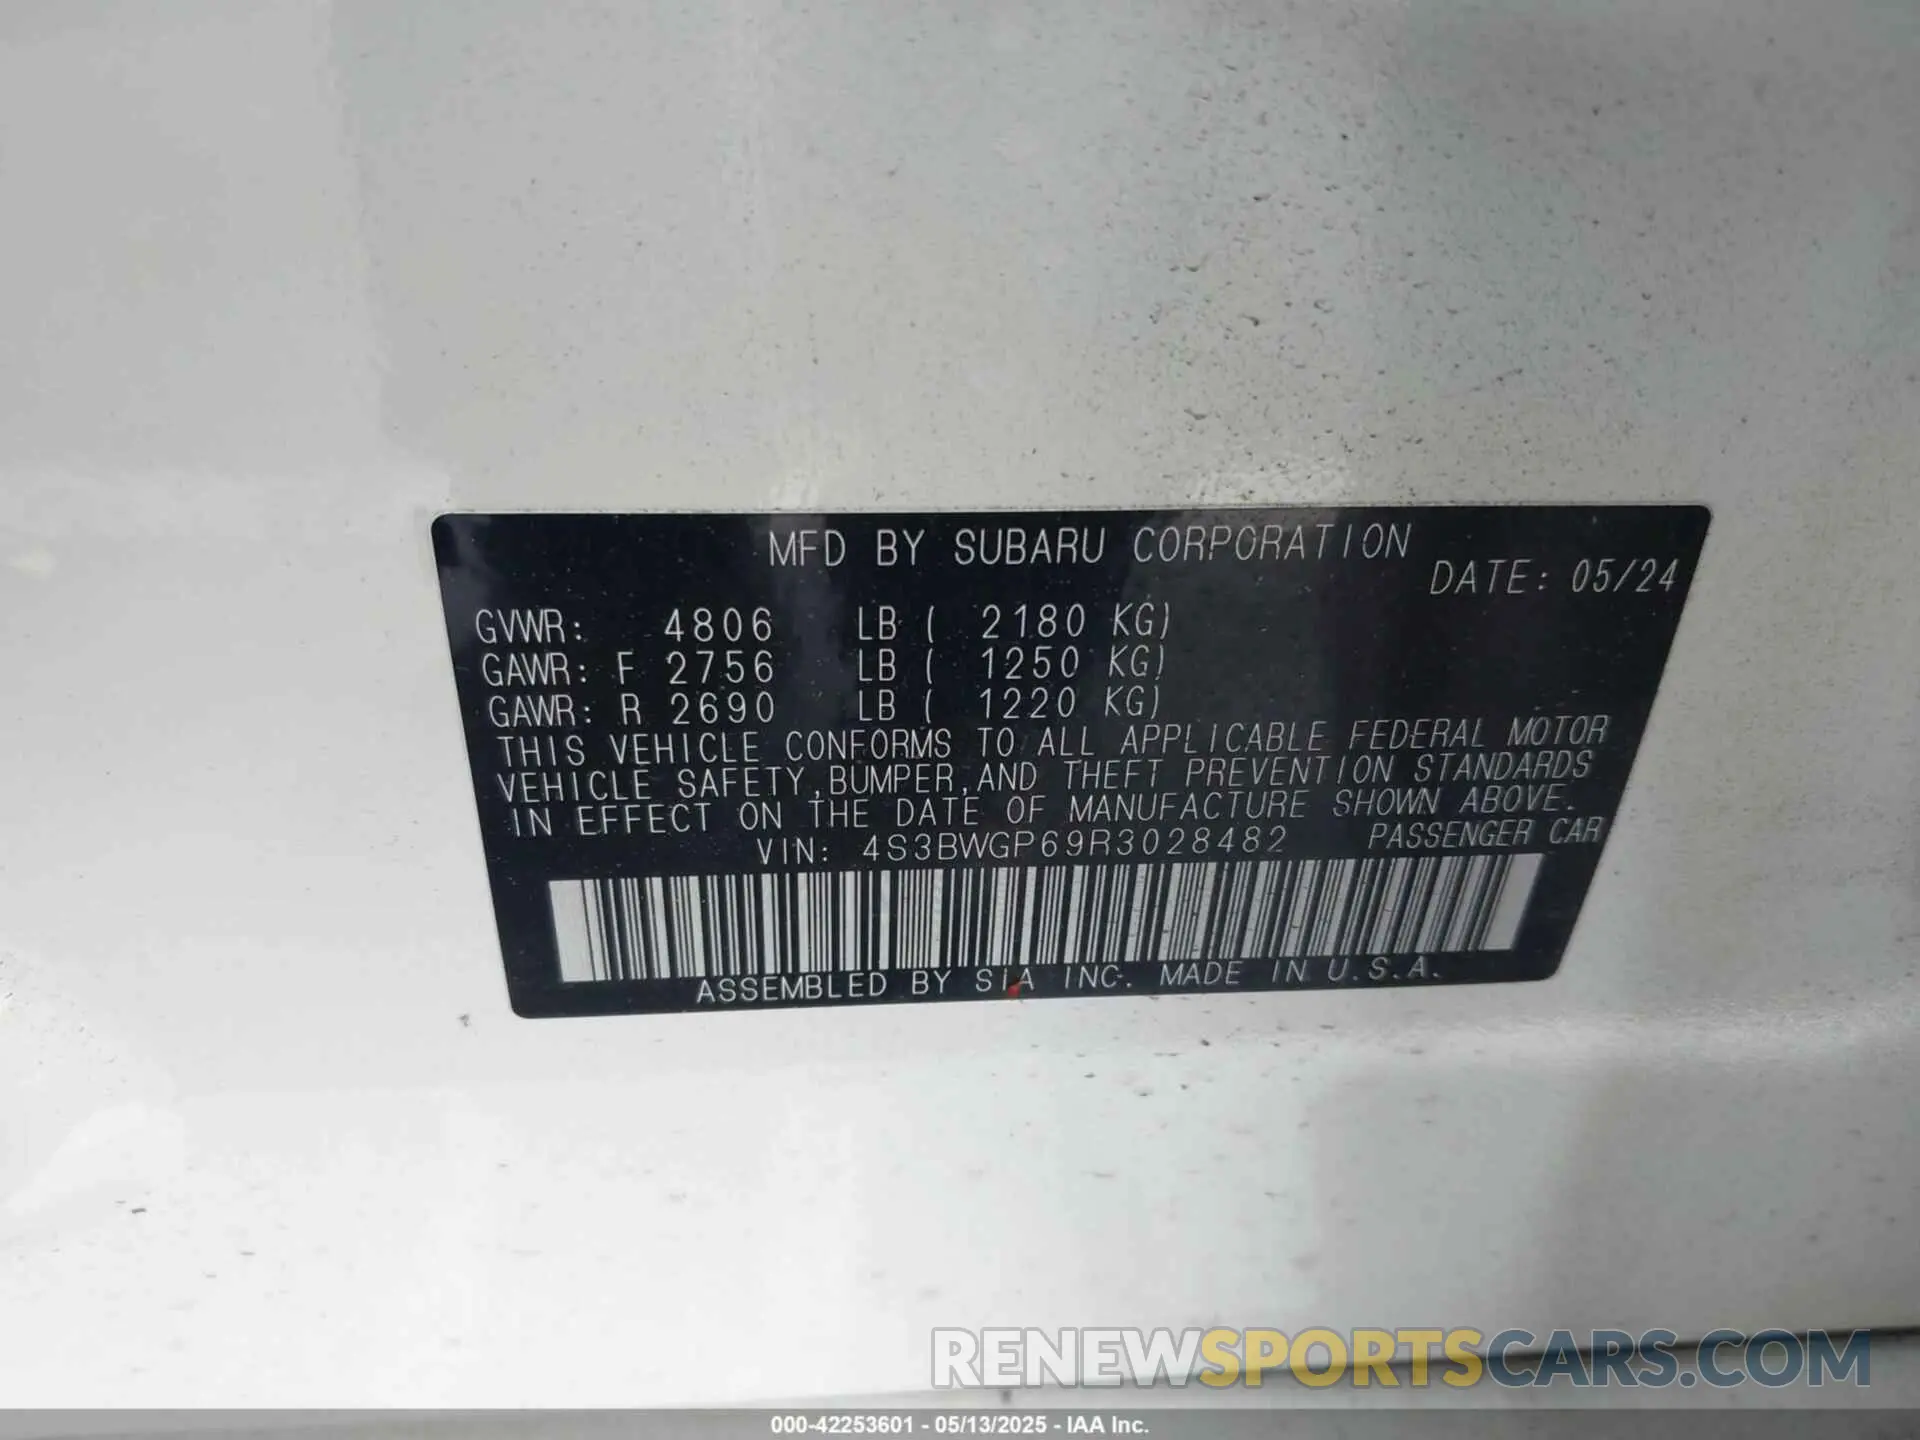 MFD BY SUBARU CORPORATION
DATE: 05/24
GVWR: 4806 LB ( 2180 KG)
GAWR: F 2756 LB ( 1250 KG)
GAWR: R 2690 LB ( 1220 KG)
THIS VEHICLE CONFORMS TO ALL APPLICABLE FEDERAL MOTOR
VEHICLE SAFETY,BUMPER,AND THEFT PREVENTION STANDARDS
IN EFFECT ON THE DATE OF MANUFACTURE SHOWN ABOVE.
VIN: 4S3BWGP69R3028482 PASSENGER CAR
ASSEMBLED BY SIA INC. MADE IN U.S.A.
RENEWSPORTSCARS.COM
000-42253601 - 05/13/2025 - IAA Inc.